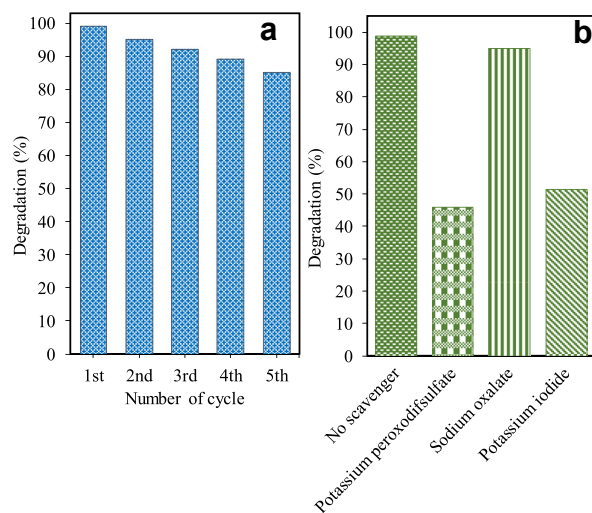 a
100
90
80
70
60
50
40
30
20
10
0
Degradation (%)
1st 2nd 3rd 4th 5th
Number of cycle
b
100
90
80
70
60
50
40
30
20
10
0
Degradation (%)
No scavenger
Potassium peroxodifsulfate
Sodium oxalate
Potassium iodide